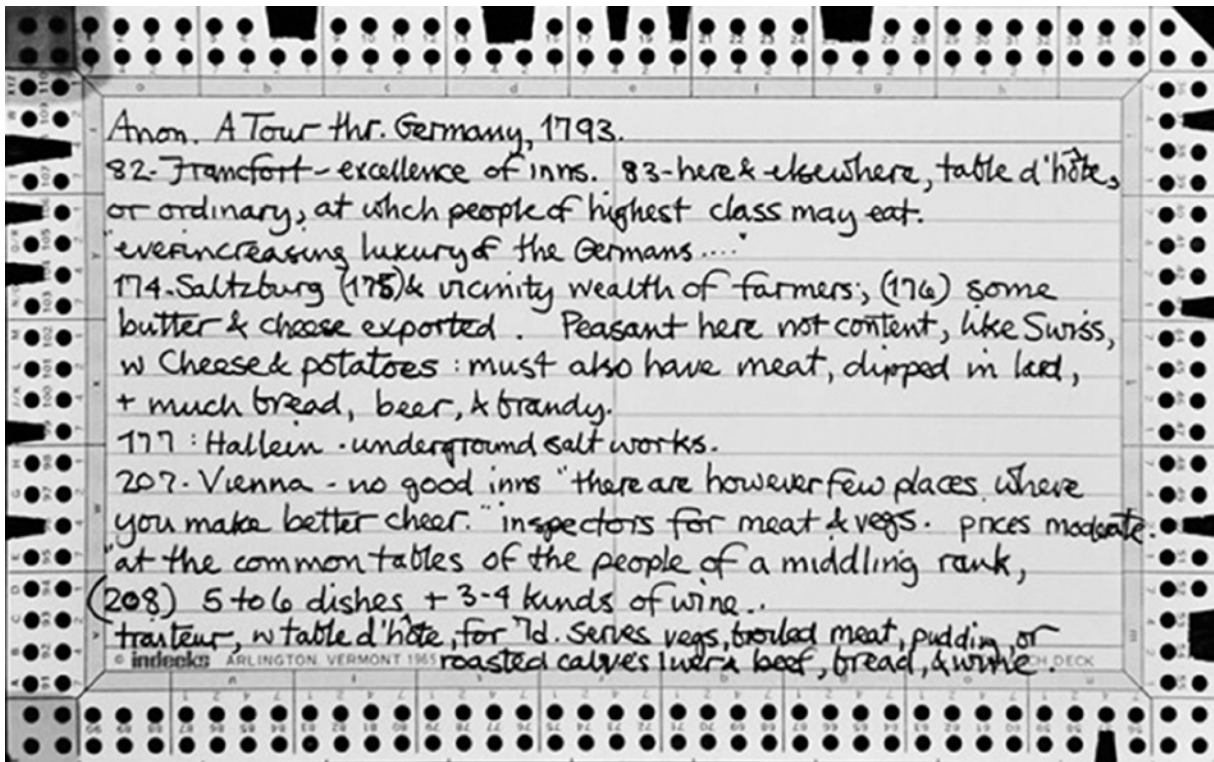 Anon. A Tour thr. Germany, 1793.
82 - Francfort - excellence of inns. 83 - here & elsewhere, table d'hôte,
or ordinary, at which people of highest class may eat.
"ever increasing luxury of the Germans ...."
174 - Saltzburg (175) & vicinity wealth of farmers; (176) some
butter & cheese exported. Peasant here not content, like Swiss,
w cheese & potatoes : must also have meat, dipped in lard,
+ much bread, beer, & brandy.
177 : Hallein - underground salt works.
207 - Vienna - no good inns "there are however few places where
you make better cheer." inspectors for meat & vegs. prices moderate.
"at the common tables of the people of a middling rank,
(208) 5 to 6 dishes + 3-4 kinds of wine..
traiteur, w table d'hôte, for 7d. serves vegs, broiled meat, pudding, or
roasted calves liver & beef, bread, & wine.
© indecks ARLINGTON, VERMONT 1965 DECK